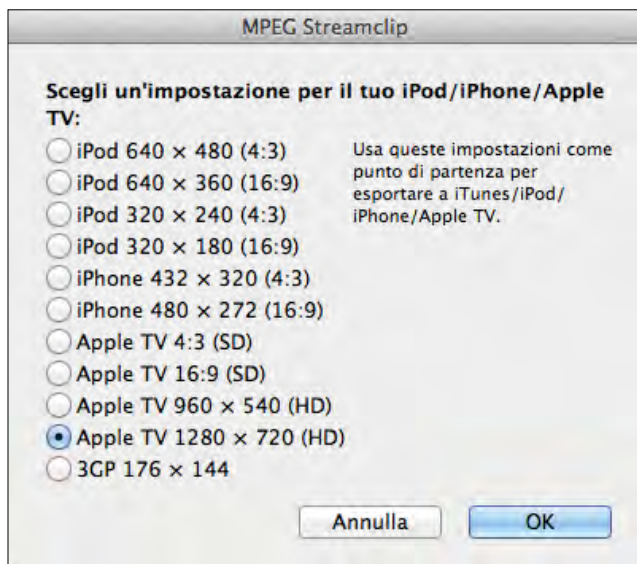 MPEG Streamclip
Scegli un'impostazione per il tuo iPod/iPhone/Apple
TV:
iPod 640 × 480 (4:3)
iPod 640 × 360 (16:9)
iPod 320 × 240 (4:3)
iPod 320 × 180 (16:9)
iPhone 432 × 320 (4:3)
iPhone 480 × 272 (16:9)
Apple TV 4:3 (SD)
Apple TV 16:9 (SD)
Apple TV 960 × 540 (HD)
Apple TV 1280 × 720 (HD)
3GP 176 × 144
Usa queste impostazioni come
punto di partenza per
esportare a iTunes/iPod/
iPhone/Apple TV.
Annulla
OK